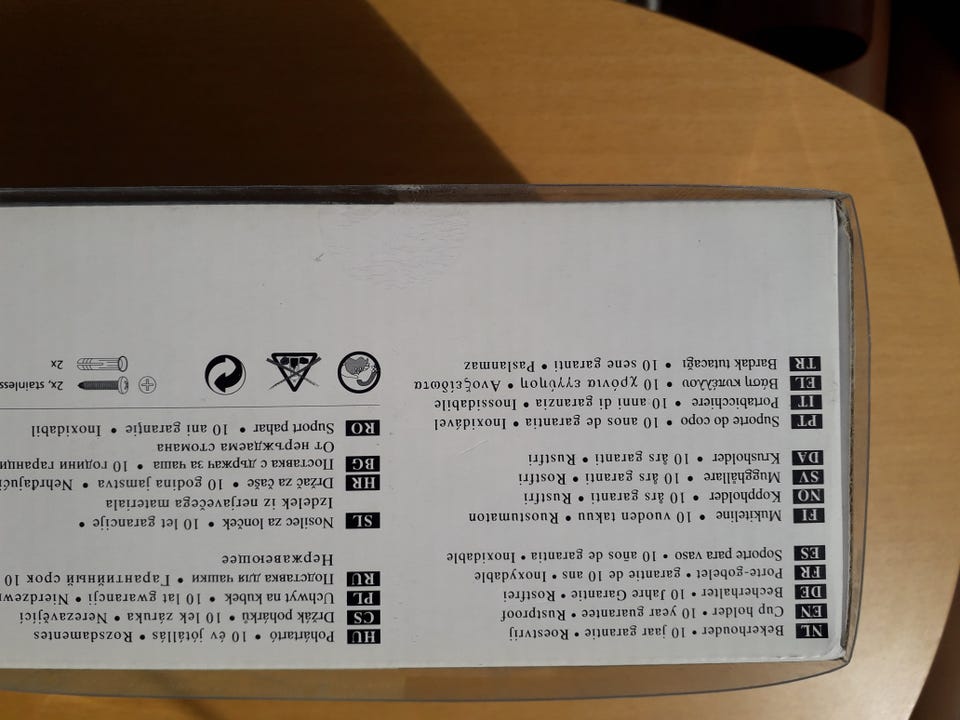 NL Bekerhouder • 10 jaar garantie • Roestvrij
EN Cup holder • 10 year guarantee • Rustproof
DE Becherhalter • 10 Jahre Garantie • Rostfrei
FR Porte-gobelet • garantie de 10 ans • Inoxydable
ES Soporte para vaso • 10 años de garantia • Inoxidable
FI Mukiteline • 10 vuoden takuu • Ruostumaton
NO Koppholder • 10 års garanti • Rustfri
SV Mugghållare • 10 års garanti • Rostfri
DA Krusholder • 10 års garanti • Rustfri
PT Suporte do copo • 10 anos de garantia • Inoxidável
IT Portabicchiere • 10 anni di garanzia • Inossidabile
EL Βάση κυπέλλου • 10 χρόνια εγγύηση • Ανοξείδωτο
TR Bardak tutacağı • 10 sene garanti • Paslanmaz
HU Pohártartó • 10 év jótállás • Rozsdamentes
CS Držák pohárků • 10 lek záruka • Nerezavějící
PL Uchwyt na kubek • 10 lat gwarancji •
RU Подставка для чашки • Гарантийный срок 10
Нержавеющее
SL Nosilec za lonček • 10 let garancije •
Izdelek iz nerjavečega materiala
HR Držač za čaše • 10 godina jamstva •
BG Поставка с държач за чаша • 10 години
От неръждаема стомана
RO Suport pahar • 10 ani garanţie • Inoxidabil
2x, stainless
2x